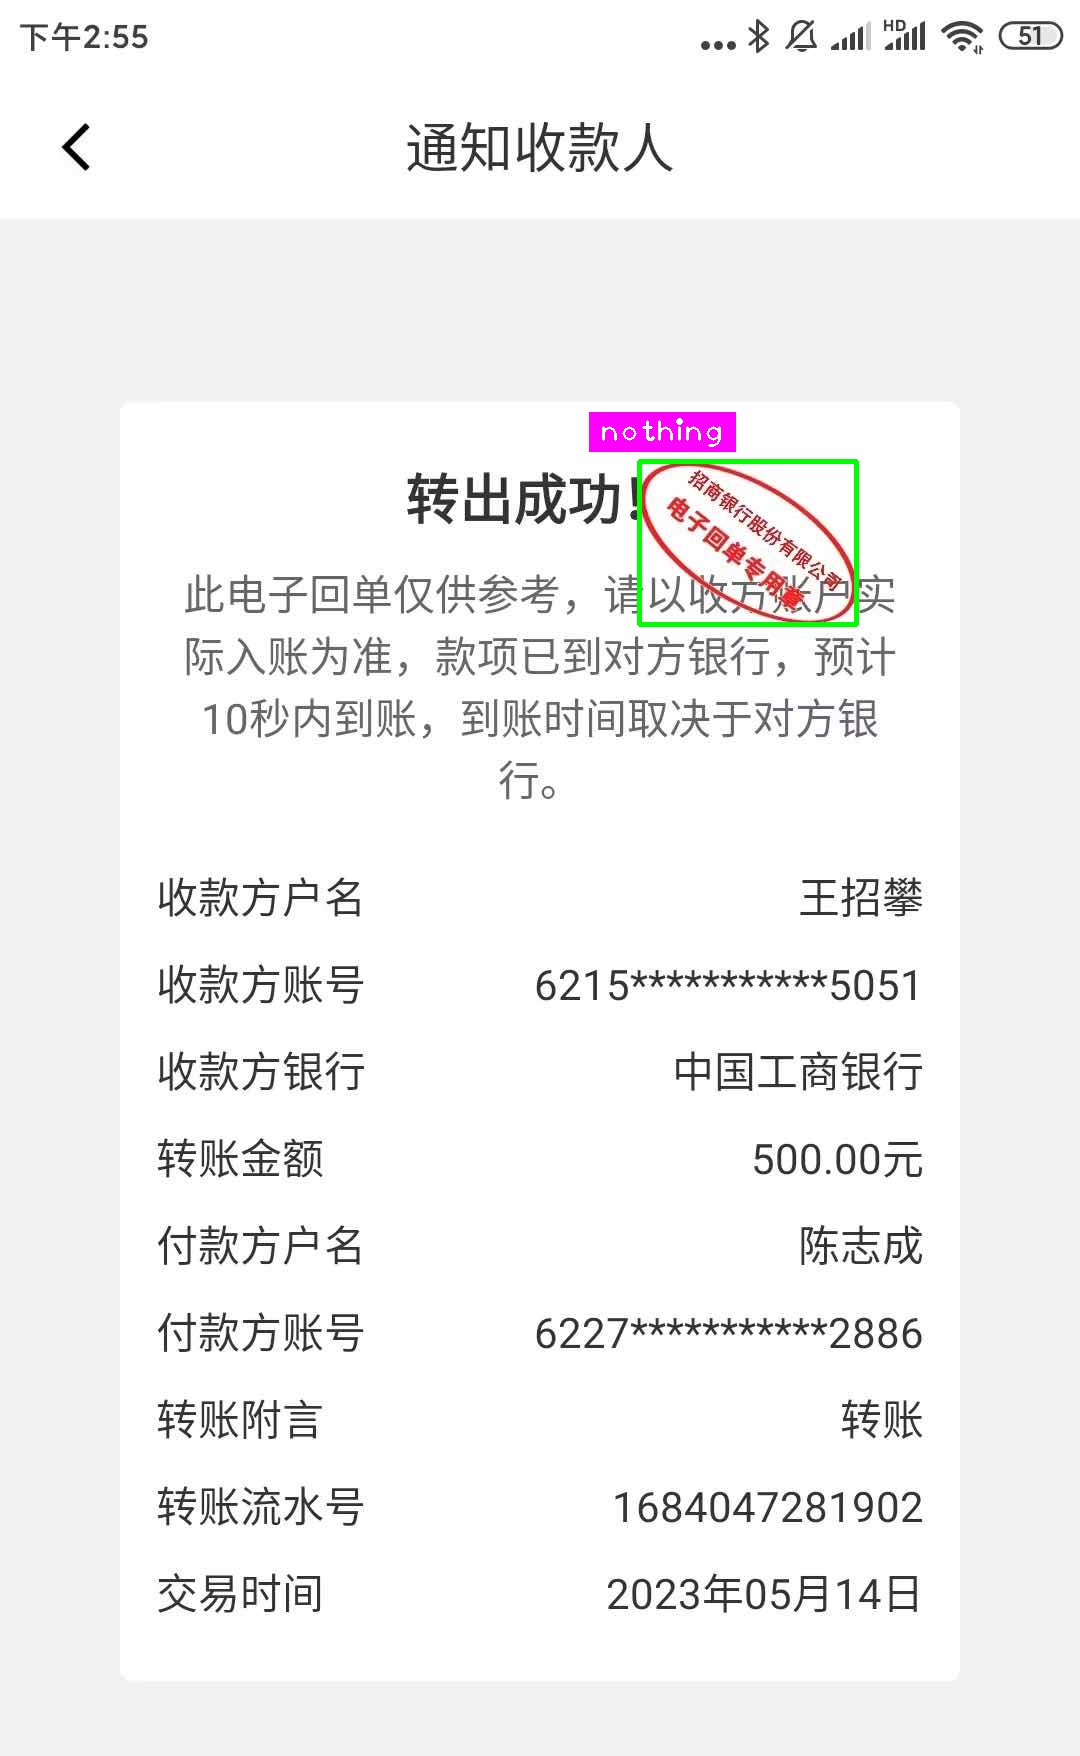 下午2:55
HD
51
通知收款人
nothing
转出成功!
招商银行股份有限公司
电子回单专用章
此电子回单仅供参考，请以收方账户实
际入账为准，款项已到对方银行，预计
10秒内到账，到账时间取决于对方银
行。
收款方户名 王招攀
收款方账号 6215***********5051
收款方银行 中国工商银行
转账金额 500.00元
付款方户名 陈志成
付款方账号 6227***********2886
转账附言 转账
转账流水号 1684047281902
交易时间 2023年05月14日